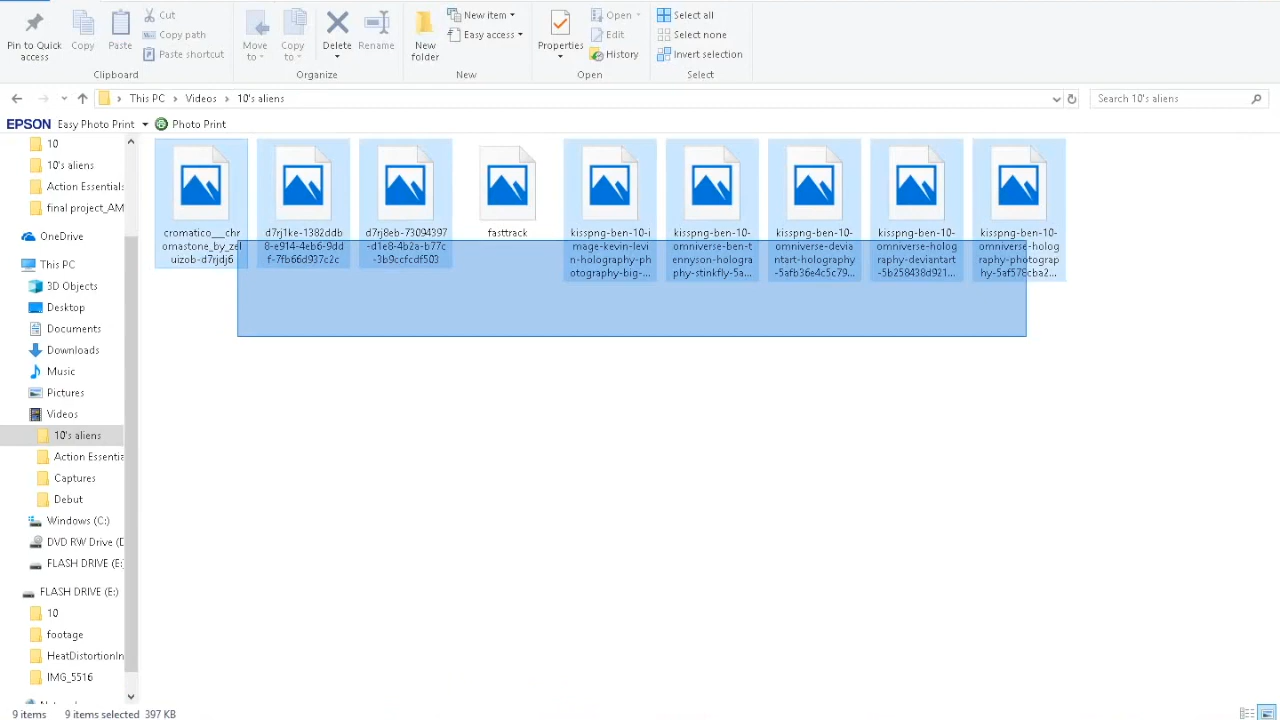 Cut
Copy path
Paste shortcut
Pin to Quick
access
Copy
Paste
Clipboard
Move
to
Copy
to
Delete
Rename
Organize
New
folder
New item
Easy access
New
Properties
Open
Edit
History
Open
Select all
Select none
Invert selection
Select
This PC
Videos
10's aliens
Search 10's aliens
EPSON Easy Photo Print
Photo Print
10
10's aliens
Action Essentials
final project_AM
OneDrive
This PC
3D Objects
Desktop
Documents
Downloads
Music
Pictures
Videos
10's aliens
Action Essentia
Captures
Debut
Windows (C:)
DVD RW Drive (D
FLASH DRIVE (E:
FLASH DRIVE (E:)
10
footage
HeatDistortionIn
IMG_5516
cromatico___chr
omastone_by_zel
uizob-d7rjdj6
d7rj1ke-1382ddb
8-e914-4eb6-9dd
f-7fb66d937c2c
d7rj8eb-73094397
-d1e8-4b2a-b77c
-3b9ccfcdf503
fasttrack
kisspng-ben-10-i
mage-kevin-levi
n-holography-ph
otography-big-...
kisspng-ben-10-
omniverse-ben-t
ennyson-hologra
phy-stinkfly-5a...
kisspng-ben-10-
omniverse-devia
ntart-holography
-5afb36e4c5c79...
kisspng-ben-10-
omniverse-holog
raphy-deviantart
-5b258438d921...
kisspng-ben-10-
omniverse-holog
raphy-photograp
hy-5af578cba2...
9 items
9 items selected 397 KB